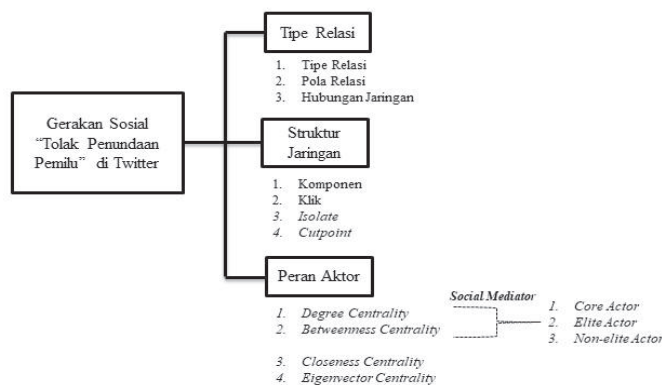 Tipe Relasi
1. Tipe Relasi
2. Pola Relasi
3. Hubungan Jaringan
Gerakan Sosial
“Tolak Penundaan
Pemilu” di Twitter
Struktur
Jaringan
1. Komponen
2. Klik
3. Isolate
4. Cutpoint
Peran Aktor
1. Degree Centrality
2. Betweenness Centrality
3. Closeness Centrality
4. Eigenvector Centrality
Social Mediator
1. Core Actor
2. Elite Actor
3. Non-elite Actor